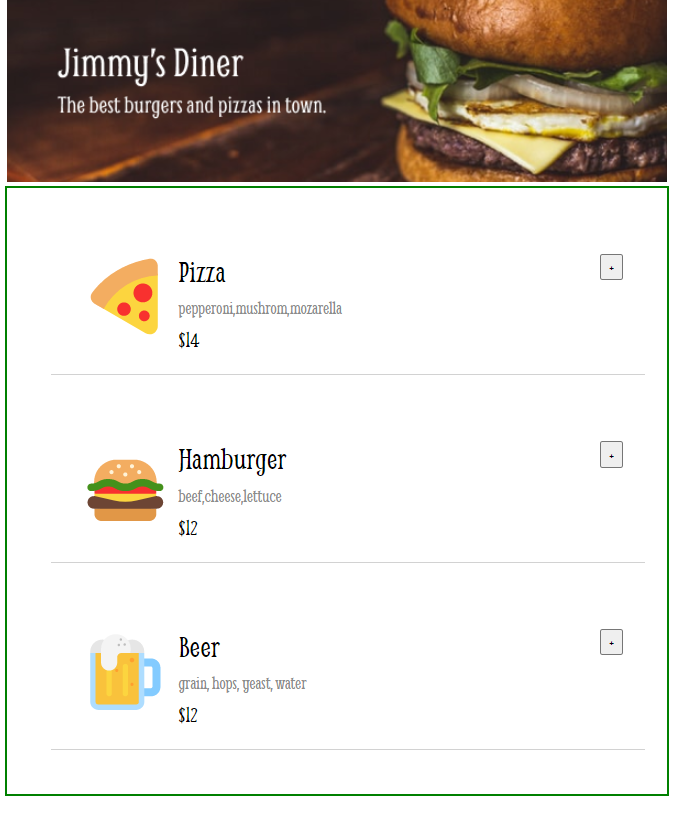 Jimmy's Diner
The best burgers and pizzas in town.
Pizza
+
pepperoni,mushrom,mozarella
$14
Hamburger
+
beef,cheese,lettuce
$12
Beer
+
grain, hops, yeast, water
$12